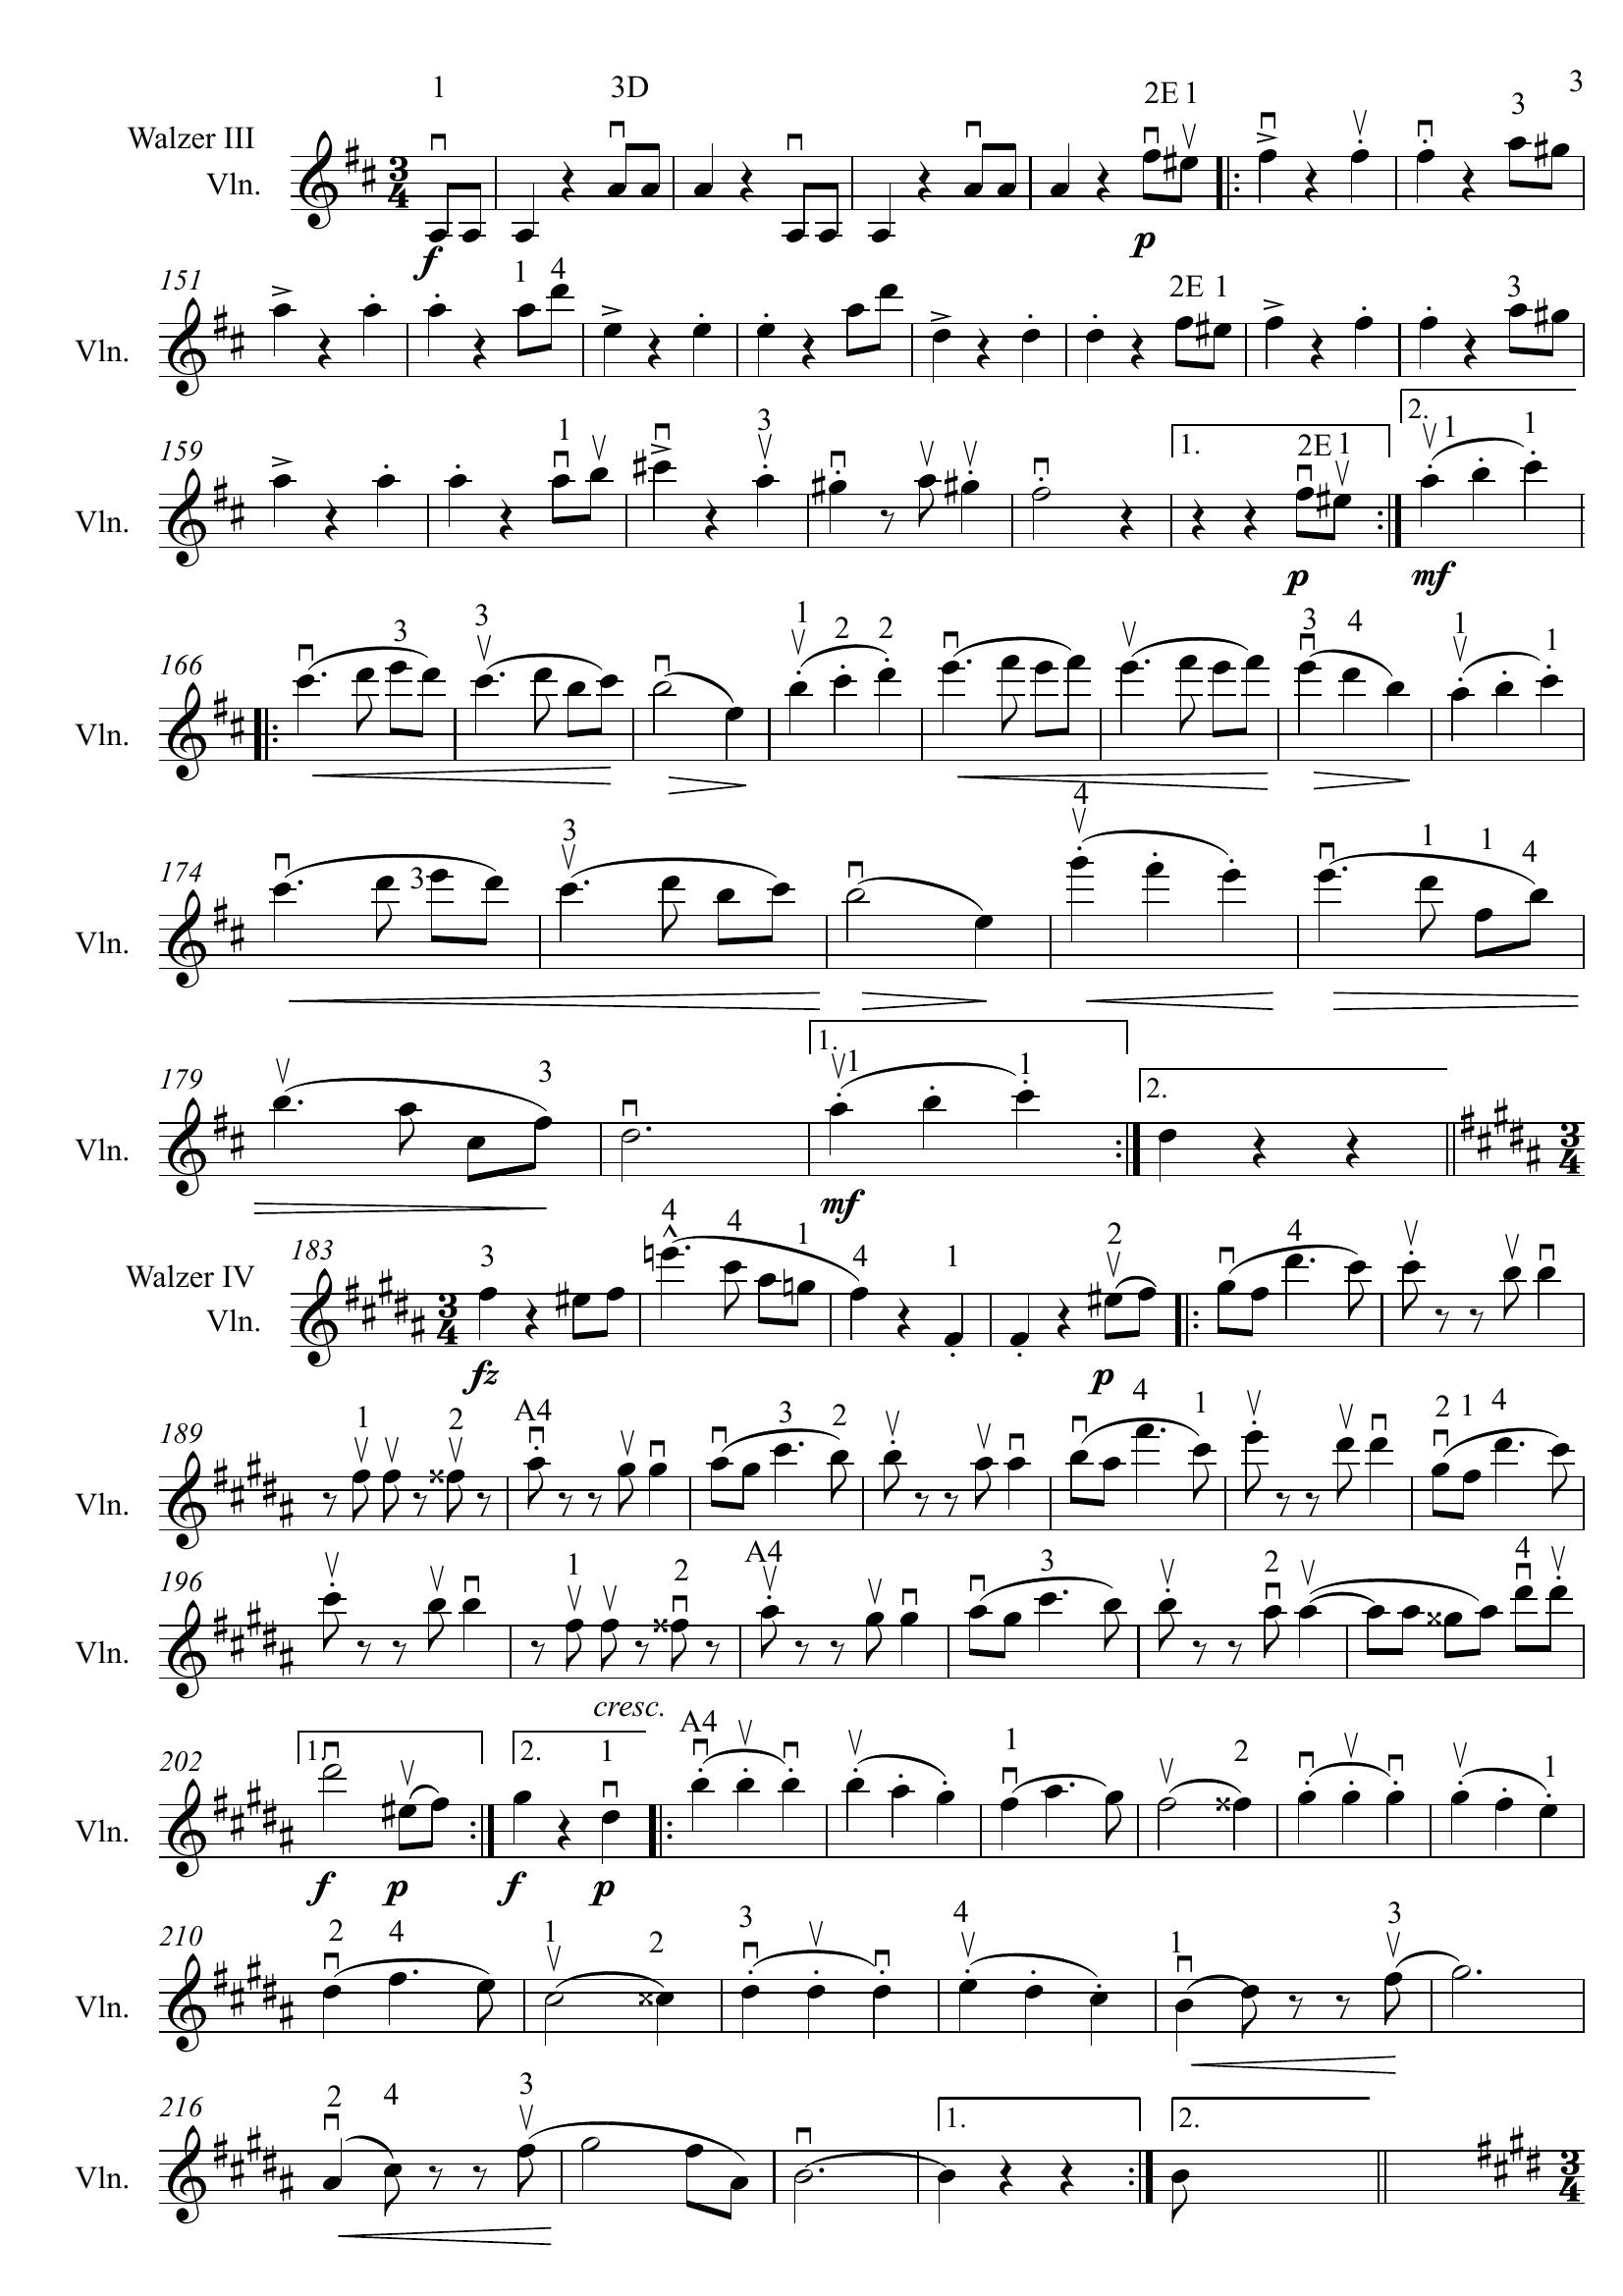 1 3D 3
2E 1 3
Walzer III
Vln.
3
4
f p
151 1 4 2E 1 3
Vln.
159 1 3 1. 2E 1 2. 1 1
Vln.
p mf
166 3 3 1 2 2 3 4 1 1
Vln.
174 3 3 4 1 1 4
Vln.
179 3 1. 1 1 2.
Vln.
3
4
mf
Walzer IV
183 3 4 4 1 4 1 2 4
Vln.
3
4
fz p
189 1 2 A4 3 2 4 1 2 1 4
Vln.
196 1 2 A4 3 2 4
Vln.
cresc.
202 1. 2. 1 A4 1 2 1
Vln.
f p f p
210 2 4 1 2 3 4 1 3
Vln.
216 2 4 3 1. 2.
Vln.
3
4